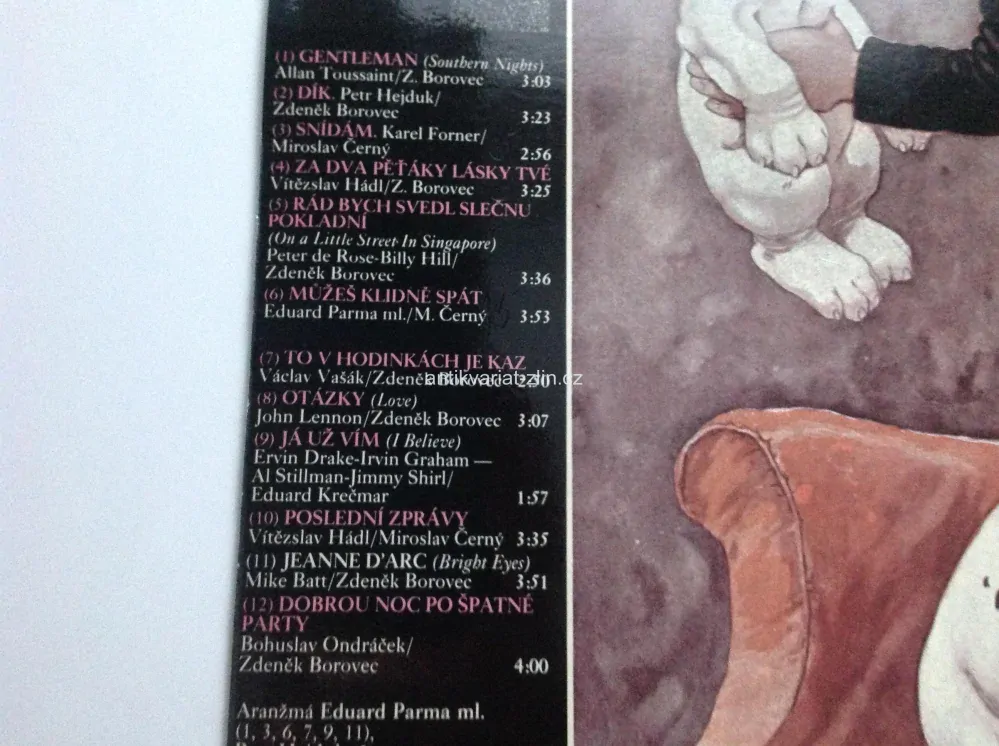 (1) GENTLEMAN (Southern Nights)
Allan Toussaint/Z. Borovec 3:03
(2) DÍK. Petr Hejduk/
Zdeněk Borovec 3:23
(3) SNÍDÁM. Karel Forner/
Miroslav Černý 2:56
(4) ZA DVA PĚŤÁKY LÁSKY TVÉ
Vítězslav Hádl/Z. Borovec 3:25
(5) RÁD BYCH SVEDL SLEČNU
POKLADNÍ
(On a Little Street In Singapore)
Peter de Rose-Billy Hill/
Zdeněk Borovec 3:36
(6) MŮŽEŠ KLIDNĚ SPÁT
Eduard Parma ml./M. Černý 3:53
(7) TO V HODINKÁCH JE KAZ
Václav Vašák/Zdeněk Borovec 2:50
antikvariat-zlin.cz
(8) OTÁZKY (Love)
John Lennon/Zdeněk Borovec 3:07
(9) JÁ UŽ VÍM (I Believe)
Ervín Drake-Irvín Graham —
Al Stillman-Jimmy Shirl/
Eduard Krečmar 1:57
(10) POSLEDNÍ ZPRÁVY
Vítězslav Hádl/Miroslav Černý 3:35
(11) JEANNE D'ARC (Bright Eyes)
Mike Batt/Zdeněk Borovec 3:51
(12) DOBROU NOC PO ŠPATNÉ
PARTY
Bohuslav Ondráček/
Zdeněk Borovec 4:00
Aranžmá Eduard Parma ml.
(1, 3, 6, 7, 9, 11),